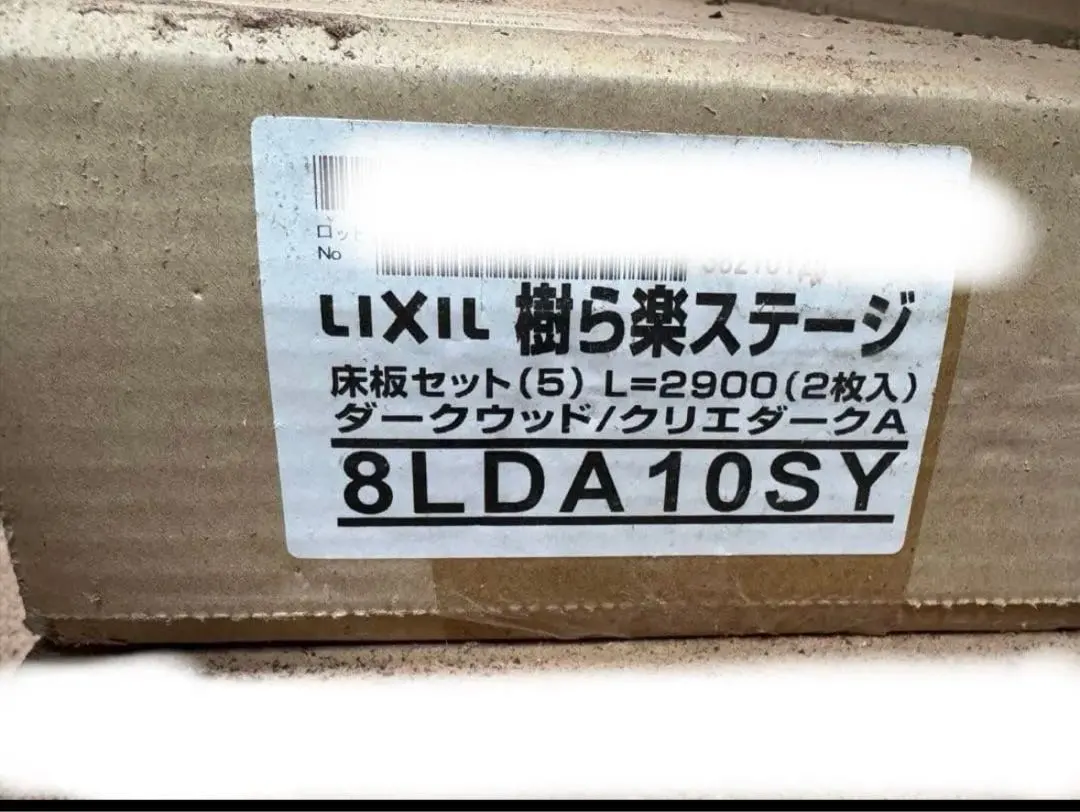 ロット
No
LIXIL 樹ら楽ステージ
床板セット(5) L=2900(2枚入)
ダークウッド/クリエダークA
8LDA10SY